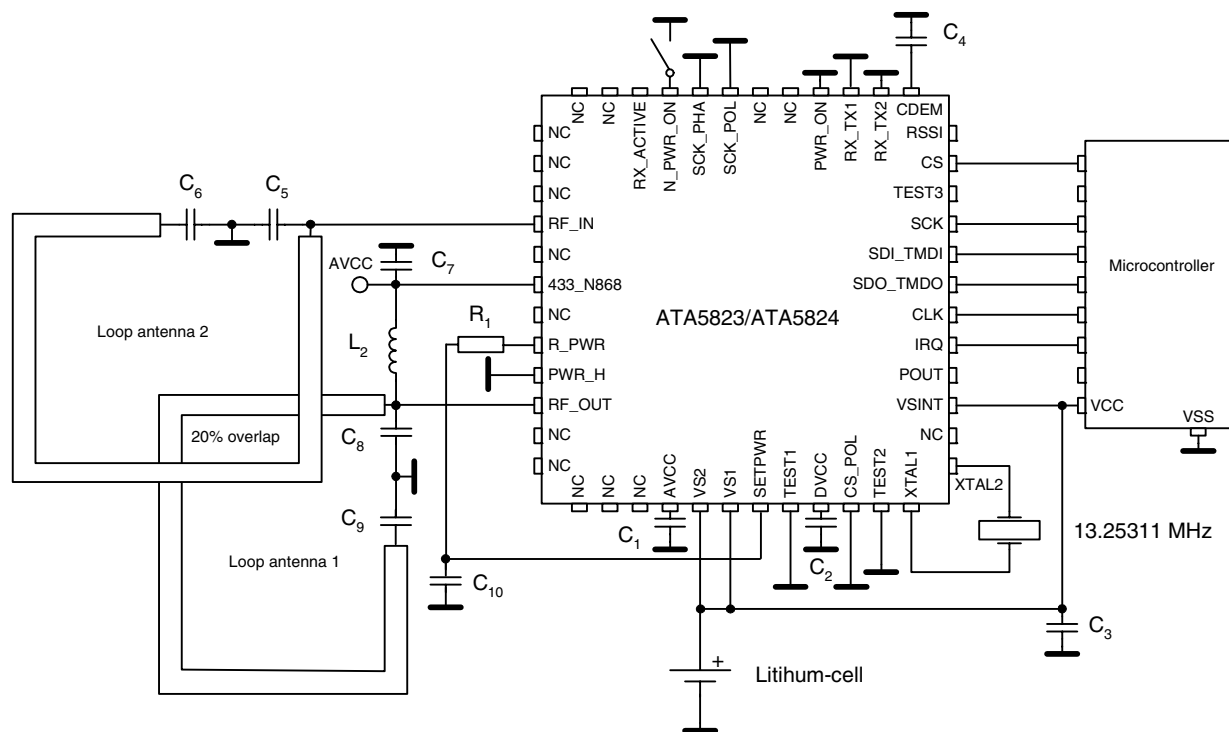 C4
NC
NC
RX_ACTIVE
N_PWR_ON
SCK_PHA
SCK_POL
NC
NC
PWR_ON
RX_TX1
RX_TX2
CDEM
NC
NC
NC
RF_IN
NC
433_N868
NC
R_PWR
PWR_H
RF_OUT
NC
NC
RSSI
CS
TEST3
SCK
SDI_TMDI
SDO_TMDO
CLK
IRQ
POUT
VSINT
NC
XTAL2
NC
NC
NC
AVCC
VS2
VS1
SETPWR
TEST1
DVCC
CS_POL
TEST2
XTAL1
ATA5823/ATA5824
Microcontroller
VCC
VSS
C6
C5
AVCC
C7
Loop antenna 2
L2
R1
20% overlap
C8
C9
Loop antenna 1
C10
C1
C2
13.25311 MHz
C3
+
Litihum-cell